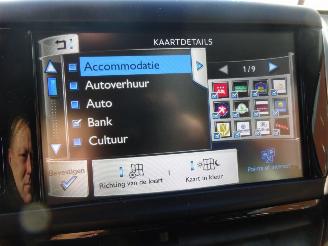 KAARTDETAILS
Accommodatie
1/9
Autoverhuur
Auto
Bank
Cultuur
Bevestigen
Richting van de kaart
Kaart in kleur
Points of interest